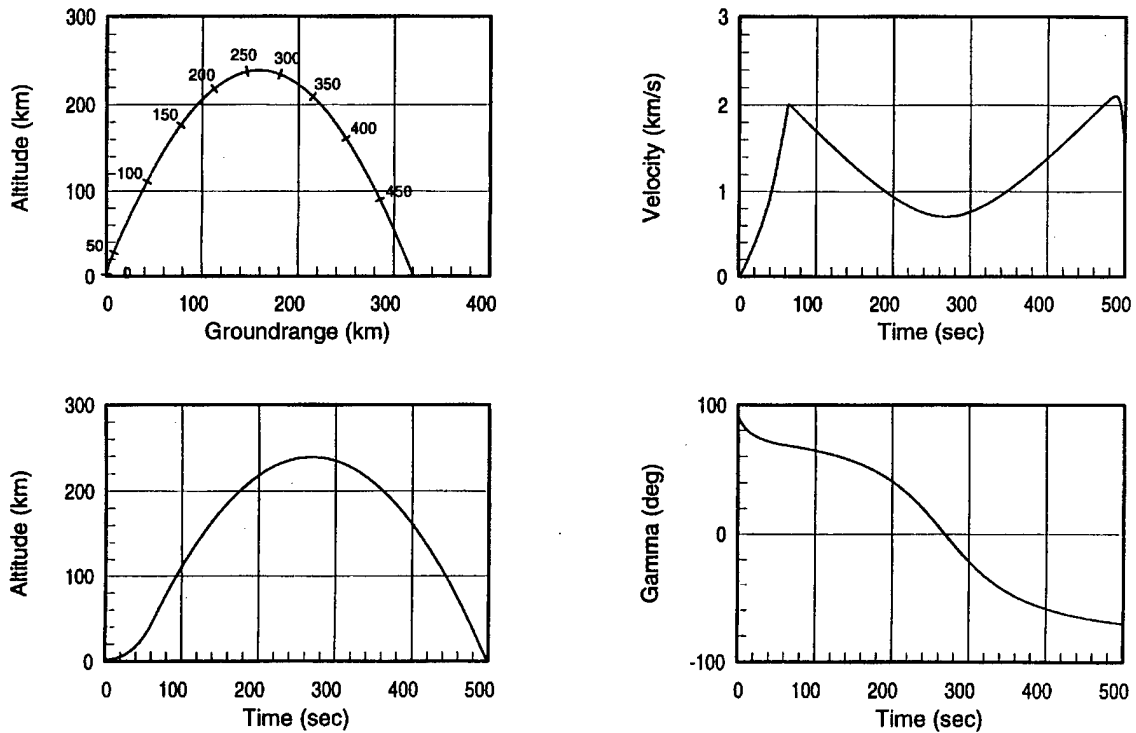 Altitude (km)
300
200
100
0
0
50
100
150
200
250
300
350
400
450
0 100 200 300 400
Groundrange (km)
Velocity (km/s)
3
2
1
0
0 100 200 300 400 500
Time (sec)
Altitude (km)
300
200
100
0
0 100 200 300 400 500
Time (sec)
Gamma (deg)
100
0
-100
0 100 200 300 400 500
Time (sec)